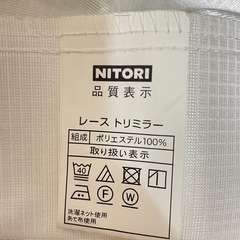 NITORI
品質表示
レース トリミラー
組成 ポリエステル100%
取り扱い表示
40
F W
洗濯ネット使用
あて布使用